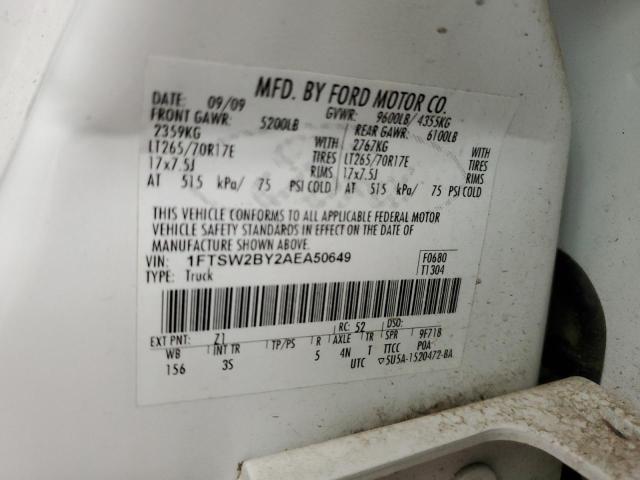 MFD. BY FORD MOTOR CO.
DATE: 09/09 GVWR: 9600LB/ 4355KG
FRONT GAWR: 5200LB REAR GAWR: 6100LB
2359KG WITH 2767KG WITH
LT265/70R17E TIRES LT265/70R17E TIRES
17x7.5J RIMS 17x7.5J RIMS
AT 515 kPa/ 75 PSI COLD AT 515 kPa/ 75 PSI COLD
THIS VEHICLE CONFORMS TO ALL APPLICABLE FEDERAL MOTOR
VEHICLE SAFETY STANDARDS IN EFFECT ON THE DATE OF
MANUFACTURE SHOWN ABOVE.
VIN: 1FTSW2BY2AEA50649 F0680
TYPE: Truck T1304
EXT PNT: Z1 RC: 52 DSO:
WB INT TR TP/PS R AXLE TR SPR 9F718
156 3S 5 4N T TTCC P0A
UTC ▽5U5A-1520472-BA